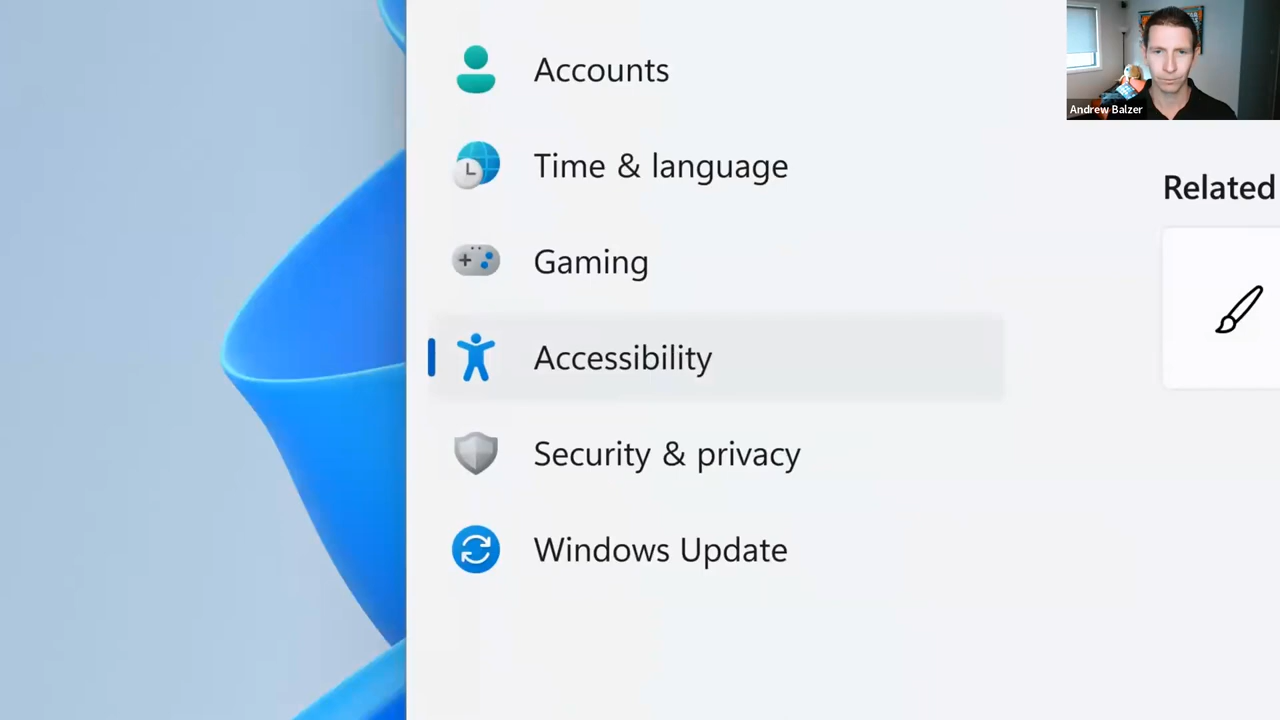 Accounts
Andrew Balzer
Time & language
Related
Gaming
Accessibility
Security & privacy
Windows Update